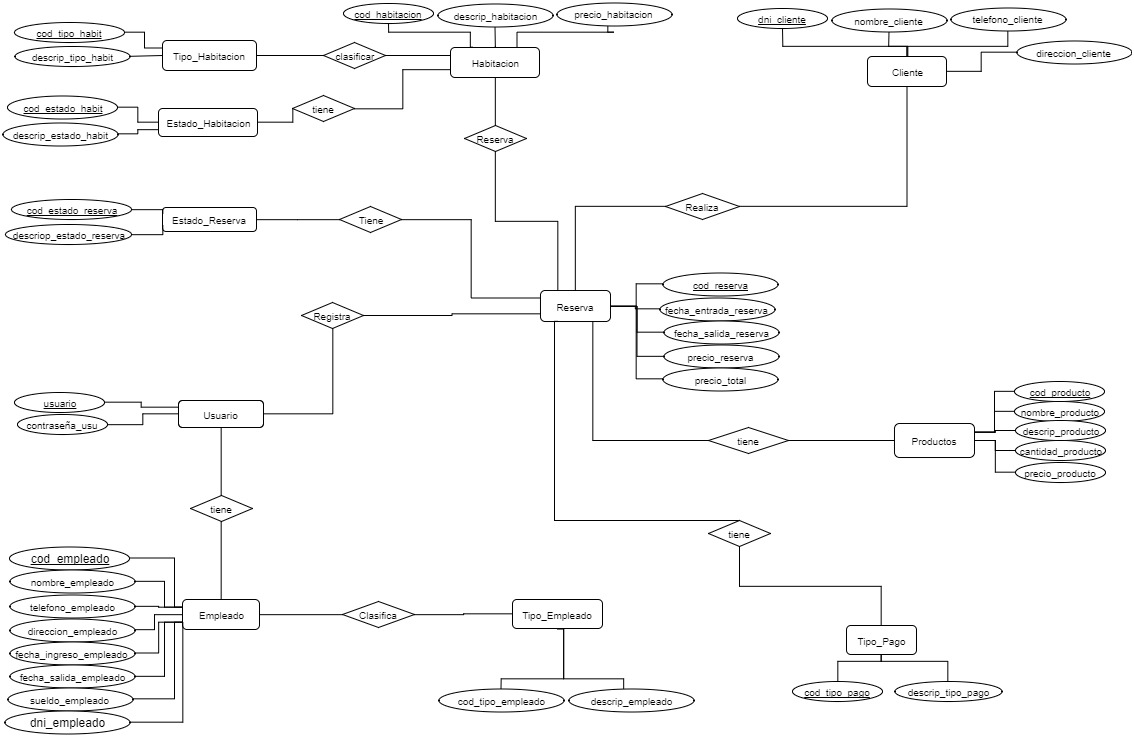 cod_habitacion
descrip_habitacion
precio_habitacion
dni_cliente
nombre_cliente
telefono_cliente
direccion_cliente
cod_tipo_habit
descrip_tipo_habit
Tipo_Habitacion
clasificar
Habitacion
Cliente
cod_estado_habit
descrip_estado_habit
Estado_Habitacion
tiene
Reserva
cod_estado_reserva
descriop_estado_reserva
Estado_Reserva
Tiene
Realiza
Registra
Reserva
cod_reserva
fecha_entrada_reserva
fecha_salida_reserva
precio_reserva
precio_total
usuario
contraseña_usu
Usuario
tiene
Productos
cod_producto
nombre_producto
descrip_producto
cantidad_producto
precio_producto
tiene
tiene
cod_empleado
nombre_empleado
telefono_empleado
direccion_empleado
fecha_ingreso_empleado
fecha_salida_empleado
sueldo_empleado
dni_empleado
Empleado
Clasifica
Tipo_Empleado
cod_tipo_empleado
descrip_empleado
Tipo_Pago
cod_tipo_pago
descrip_tipo_pago